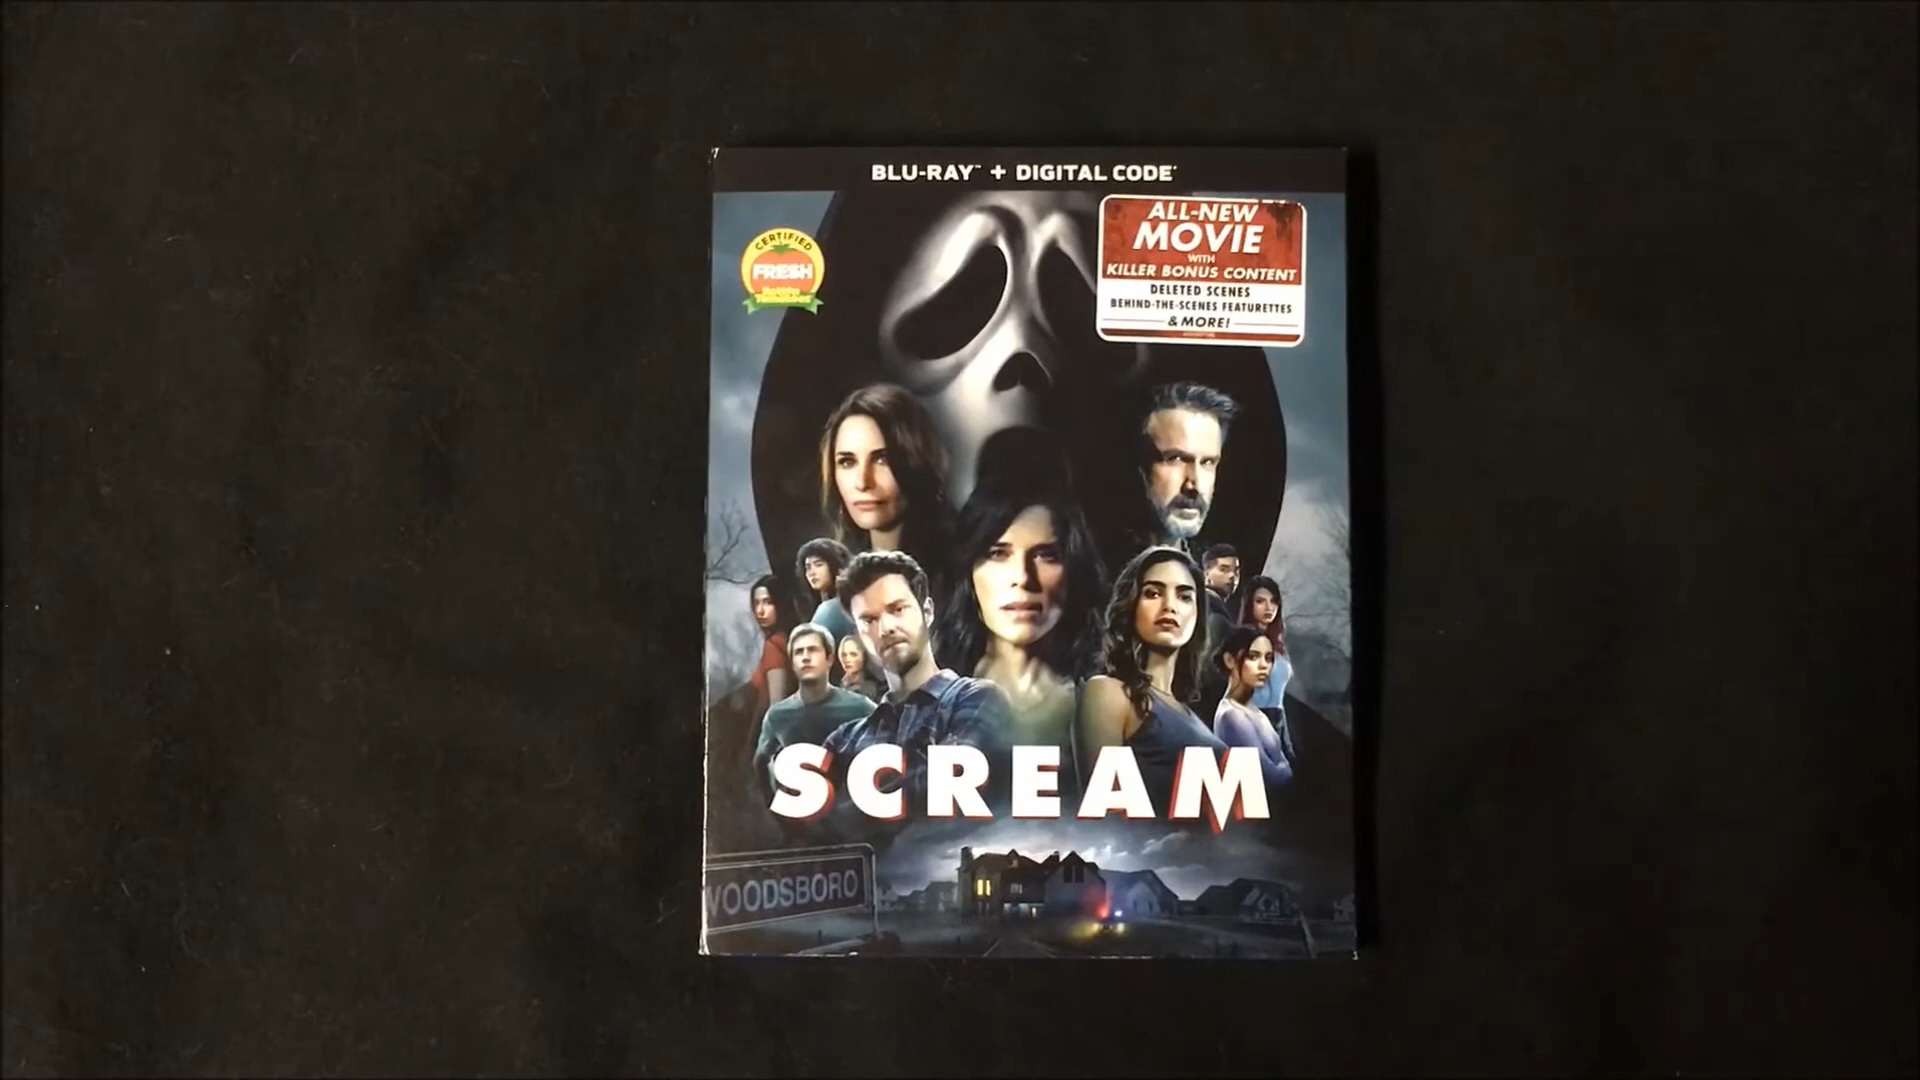 BLU-RAY™ + DIGITAL CODE*
ALL-NEW
MOVIE
WITH
KILLER BONUS CONTENT
DELETED SCENES
BEHIND-THE-SCENES FEATURETTES
& MORE!
CERTIFIED
FRESH
SCREAM
WOODSBORO